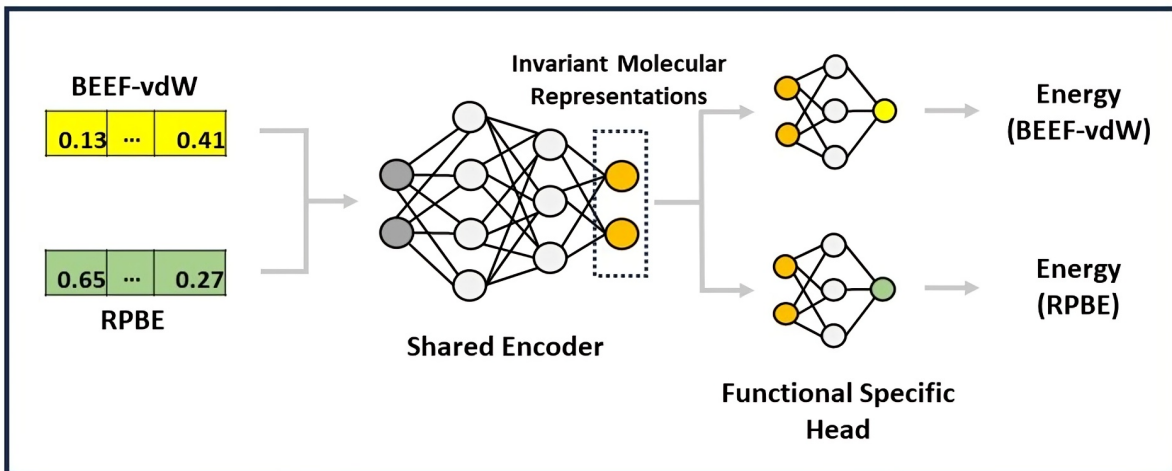 BEEF-vdW
0.13 ... 0.41
0.65 ... 0.27
RPBE
Invariant Molecular
Representations
Shared Encoder
Energy
(BEEF-vdW)
Energy
(RPBE)
Functional Specific
Head